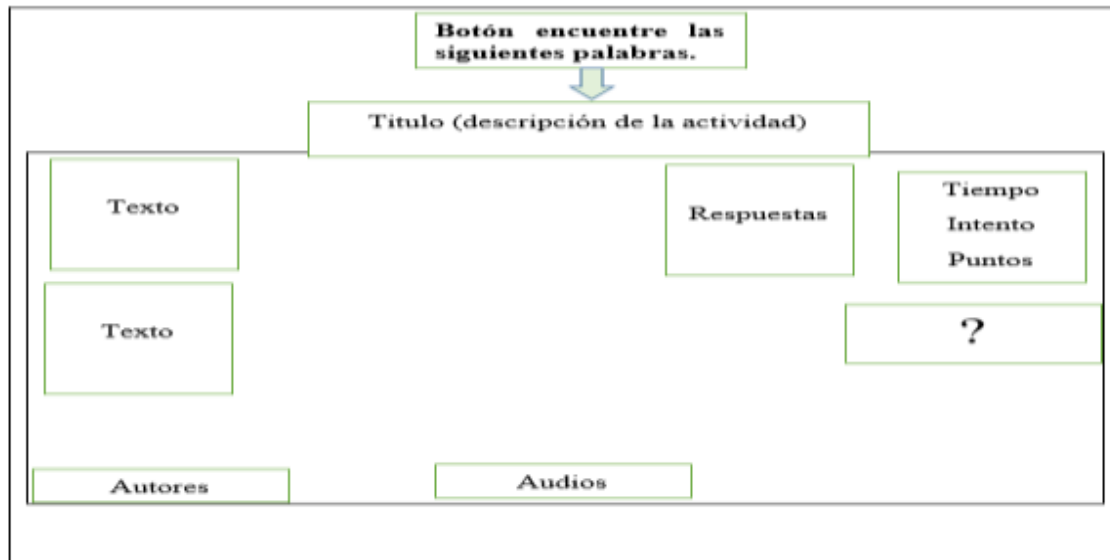 Botón encuentre las
siguientes palabras.
Titulo (descripción de la actividad)
Texto
Respuestas
Tiempo
Intento
Puntos
Texto
?
Autores
Audios